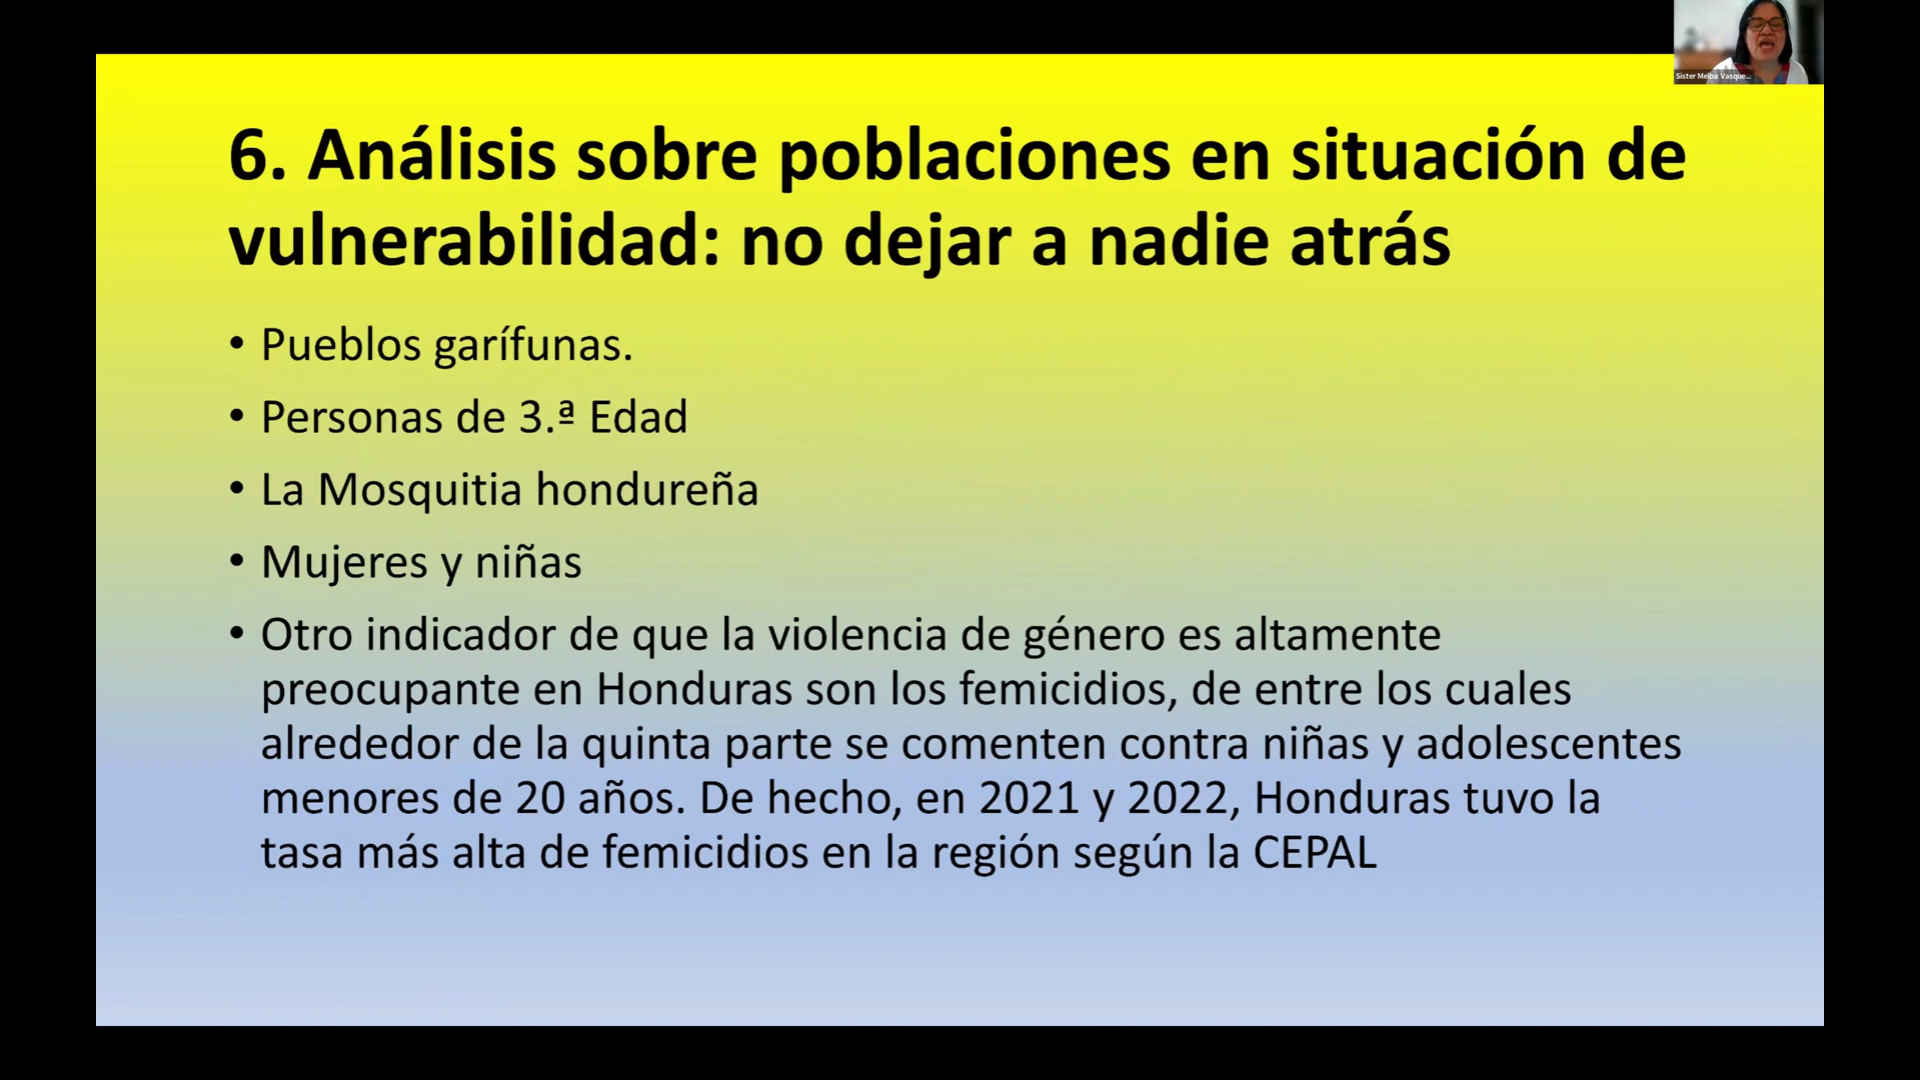 Sister Melba Vasque...
6. Análisis sobre poblaciones en situación de
vulnerabilidad: no dejar a nadie atrás
• Pueblos garífunas.
• Personas de 3.ª Edad
• La Mosquitia hondureña
• Mujeres y niñas
• Otro indicador de que la violencia de género es altamente
preocupante en Honduras son los femicidios, de entre los cuales
alrededor de la quinta parte se comenten contra niñas y adolescentes
menores de 20 años. De hecho, en 2021 y 2022, Honduras tuvo la
tasa más alta de femicidios en la región según la CEPAL